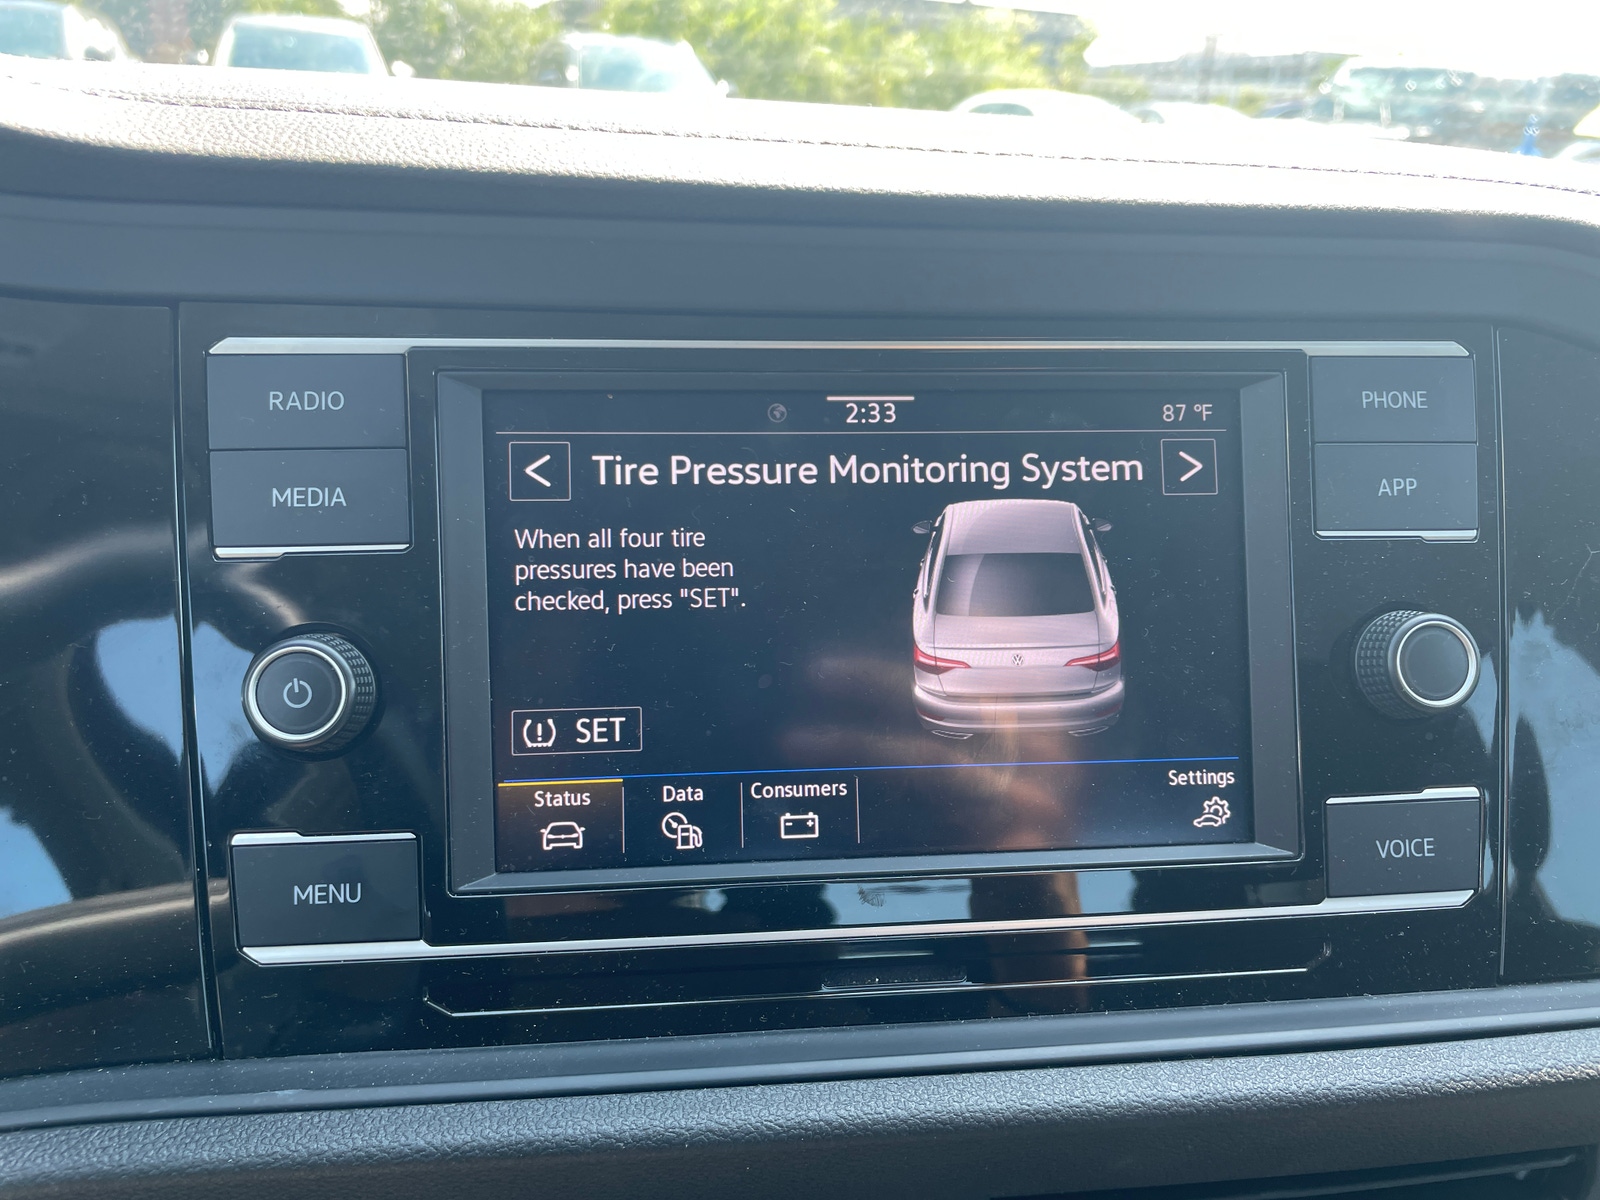 RADIO
MEDIA
MENU
2:33
87 °F
Tire Pressure Monitoring System
When all four tire
pressures have been
checked, press "SET".
SET
Status
Data
Consumers
Settings
PHONE
APP
VOICE